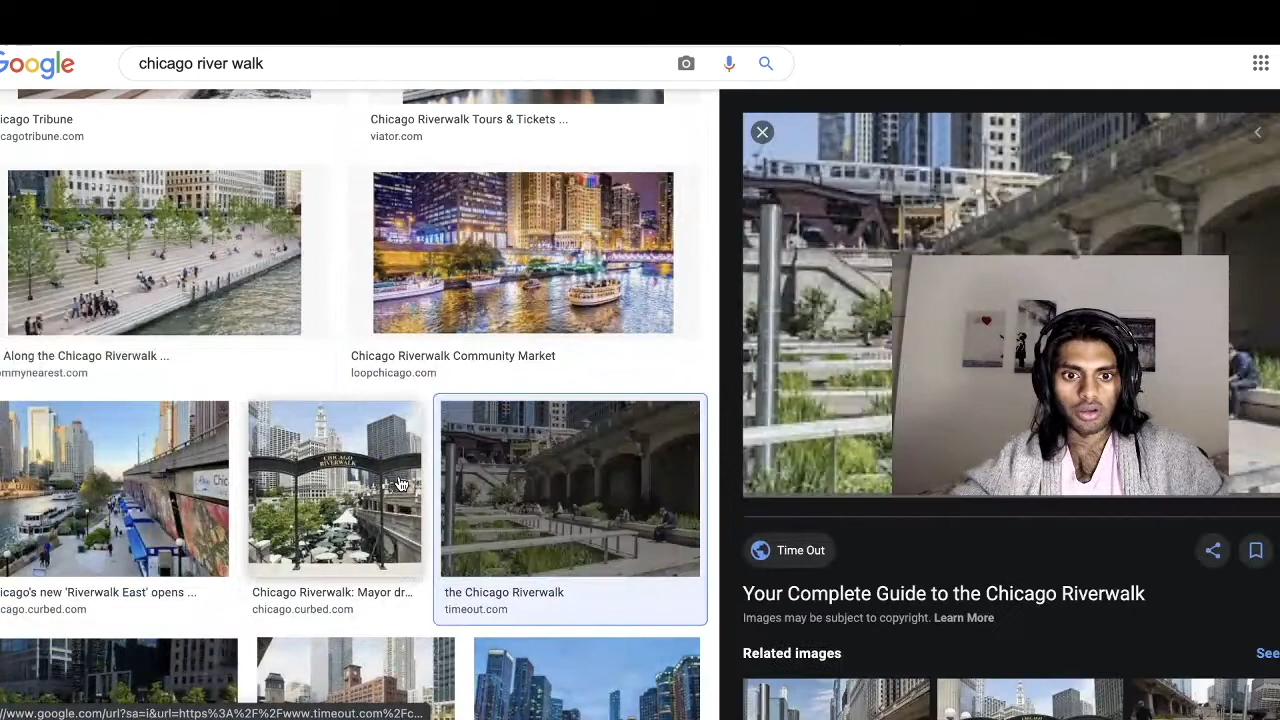 Google
chicago river walk
icago Tribune
cagotribune.com
Chicago Riverwalk Tours & Tickets ...
viator.com
Along the Chicago Riverwalk ...
ommynearest.com
Chicago Riverwalk Community Market
loopchicago.com
CHICAGO
RIVERWALK
icago's new 'Riverwalk East' opens ...
cago.curbed.com
Chicago Riverwalk: Mayor dr...
chicago.curbed.com
the Chicago Riverwalk
timeout.com
//www.google.com/url?sa=i&url=https%3A%2F%2Fwww.timeout.com%2Fc...
Time Out
Your Complete Guide to the Chicago Riverwalk
Images may be subject to copyright. Learn More
Related images
See